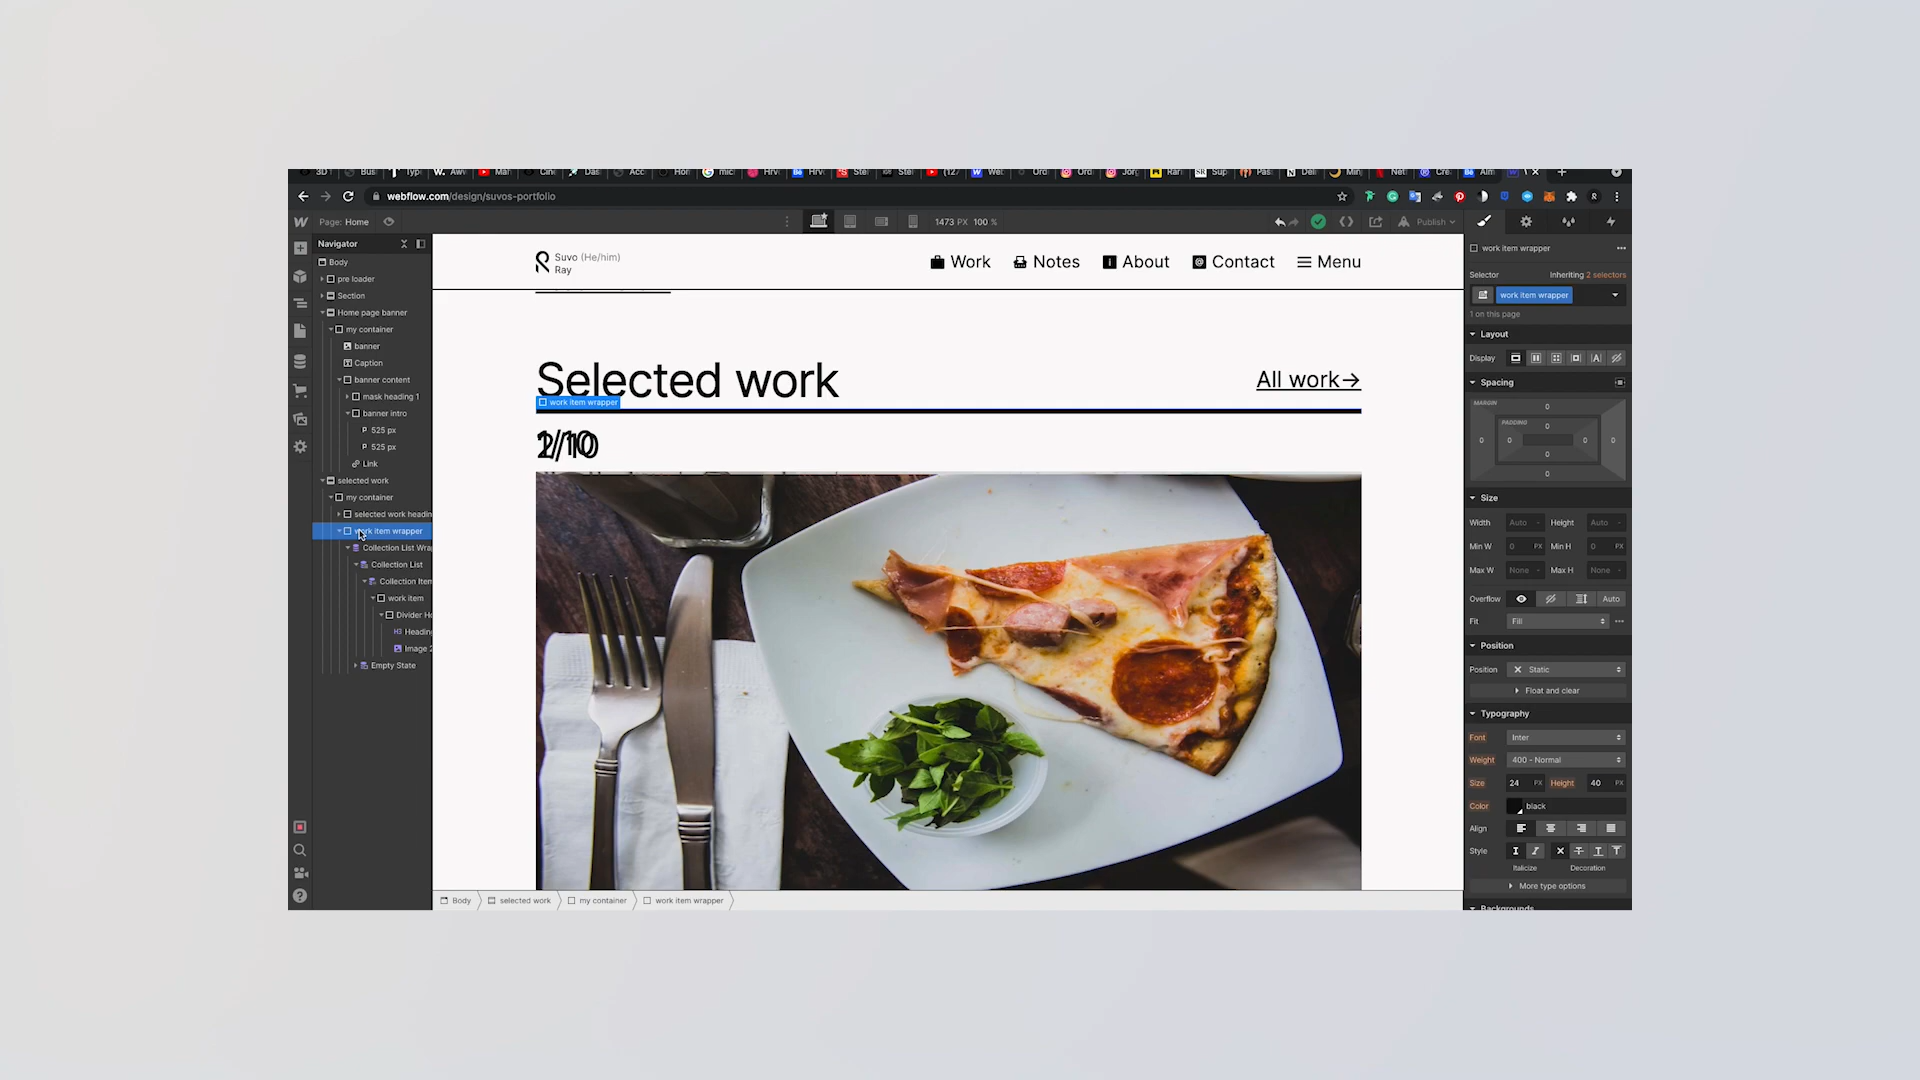 webflow.com/design/suvos-portfolio
Page: Home
1473 PX 100 %
Publish
Navigator
Body
pre loader
Section
Home page banner
my container
banner
Caption
banner content
mask heading 1
banner intro
525 px
525 px
Link
selected work
my container
selected work headin
work item wrapper
Collection List Wra
Collection List
Collection Item
work item
Divider
Heading
Image
Empty State
Suvo (He/him)
Ray
Work
Notes
About
Contact
Menu
Selected work
All work→
work item wrapper
Body
selected work
my container
work item wrapper
work item wrapper
Selector
Inheriting 2 selectors
work item wrapper
1 on this page
Layout
Display
Spacing
MARGIN
0
PADDING
0
0 0 0 0
0
0
Size
Width Auto - Height Auto -
Min W 0 PX Min H 0 PX
Max W None - Max H None -
Overflow Auto
Fit Fill
Position
Position Static
Float and clear
Typography
Font Inter
Weight 400 - Normal
Size 24 PX Height 40 PX
Color black
Align
Style
Italicize Decoration
More type options
Backgrounds